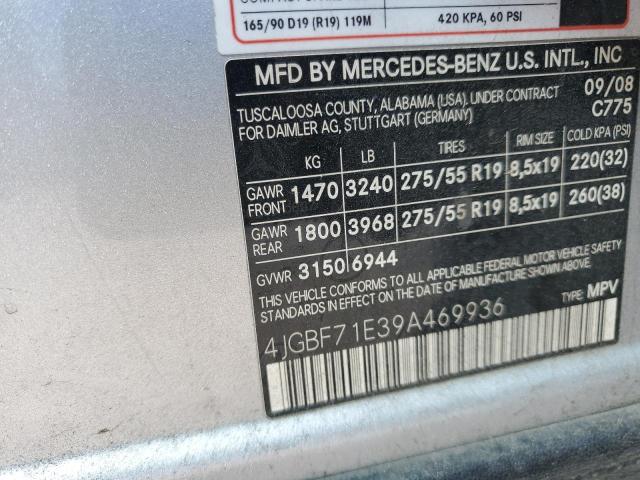 165/90 D19 (R19) 119M 420 KPA, 60 PSI
MFD BY MERCEDES-BENZ U.S. INTL., INC
TUSCALOOSA COUNTY, ALABAMA (USA). UNDER CONTRACT 09/08
FOR DAIMLER AG, STUTTGART (GERMANY) C775
KG LB TIRES RIM SIZE COLD KPA (PSI)
GAWR FRONT 1470 3240 275/55 R19 8,5x19 220(32)
GAWR REAR 1800 3968 275/55 R19 8,5x19 260(38)
GVWR 3150 6944
THIS VEHICLE CONFORMS TO ALL APPLICABLE FEDERAL MOTOR VEHICLE SAFETY
STANDARDS IN EFFECT ON THE DATE OF MANUFACTURE SHOWN ABOVE.
4JGBF71E39A469936 TYPE: MPV